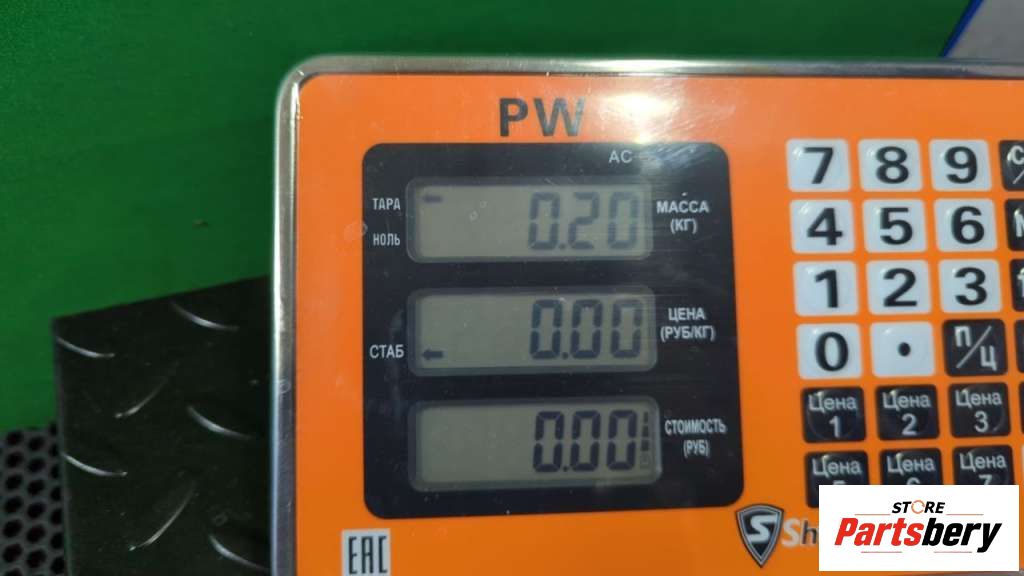 PW
AC
ТАРА
НОЛЬ
0.20
МАССА
(КГ)
СТАБ
0.00
ЦЕНА
(РУБ/КГ)
0.00
СТОИМОСТЬ
(РУБ)
7 8 9
4 5 6
1 2 3
0 • П/Ц
Цена 1 Цена 2 Цена 3
Цена Цена Цена
EAC
S Sh
STORE
Partsbery